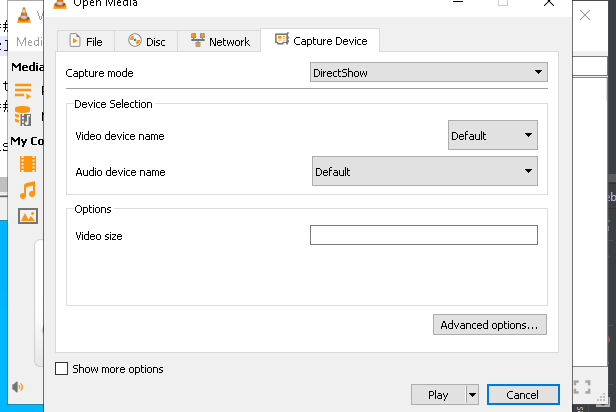 Open Media
File
Disc
Network
Capture Device
Capture mode
DirectShow
Device Selection
Video device name
Default
Audio device name
Default
Options
Video size
Advanced options...
Show more options
Play
Cancel
Media
My Co